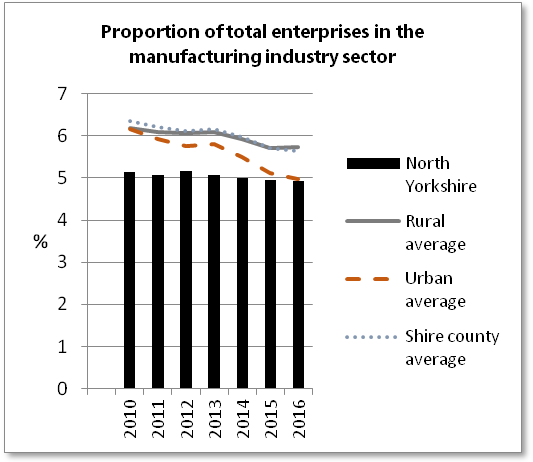 Proportion of total enterprises in the
manufacturing industry sector
7
6
5
4
3
2
1
0
%
2010
2011
2012
2013
2014
2015
2016
North
Yorkshire
Rural
average
Urban
average
Shire county
average